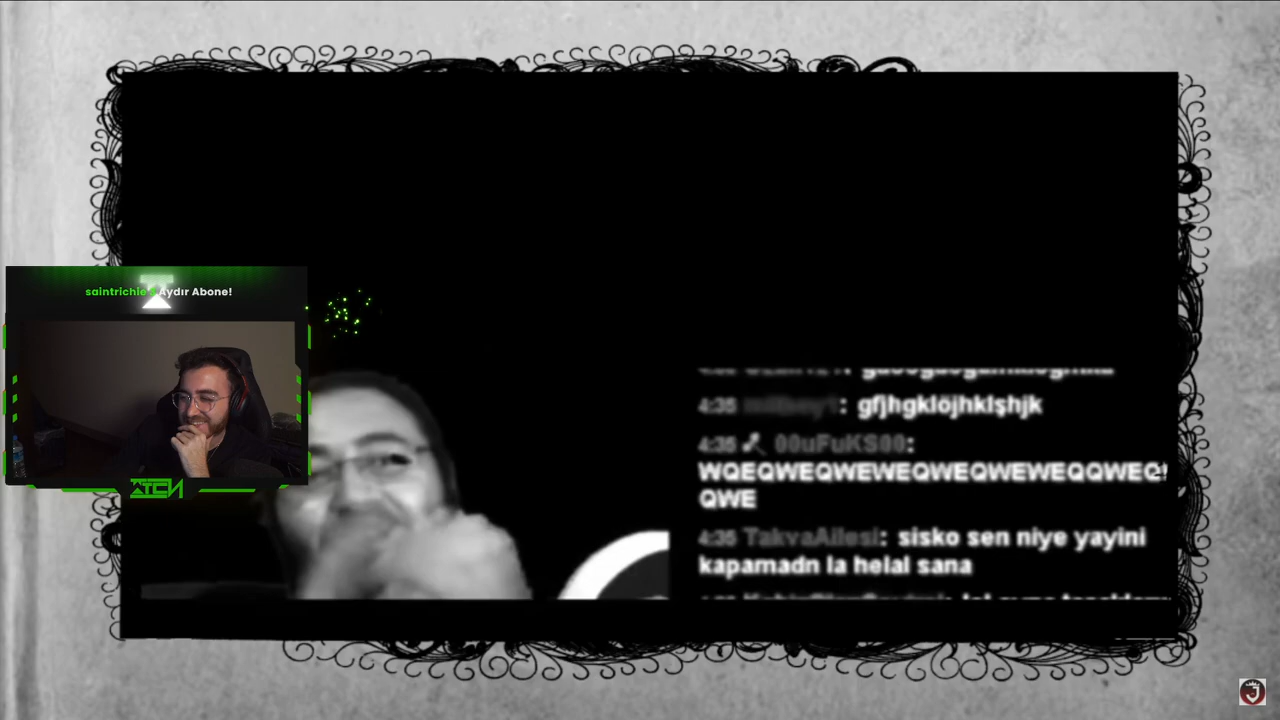 saintrichie Aydır Abone!
4:35 : gfjhgklöjhklşhjk
4:35 00uFuKS00:
WQEQWEQWEWEQWEQWEWEQQWEQ!
QWE
4:35 TakvaAilesi: sisko sen niye yayini
kapamadn la helal sana
J